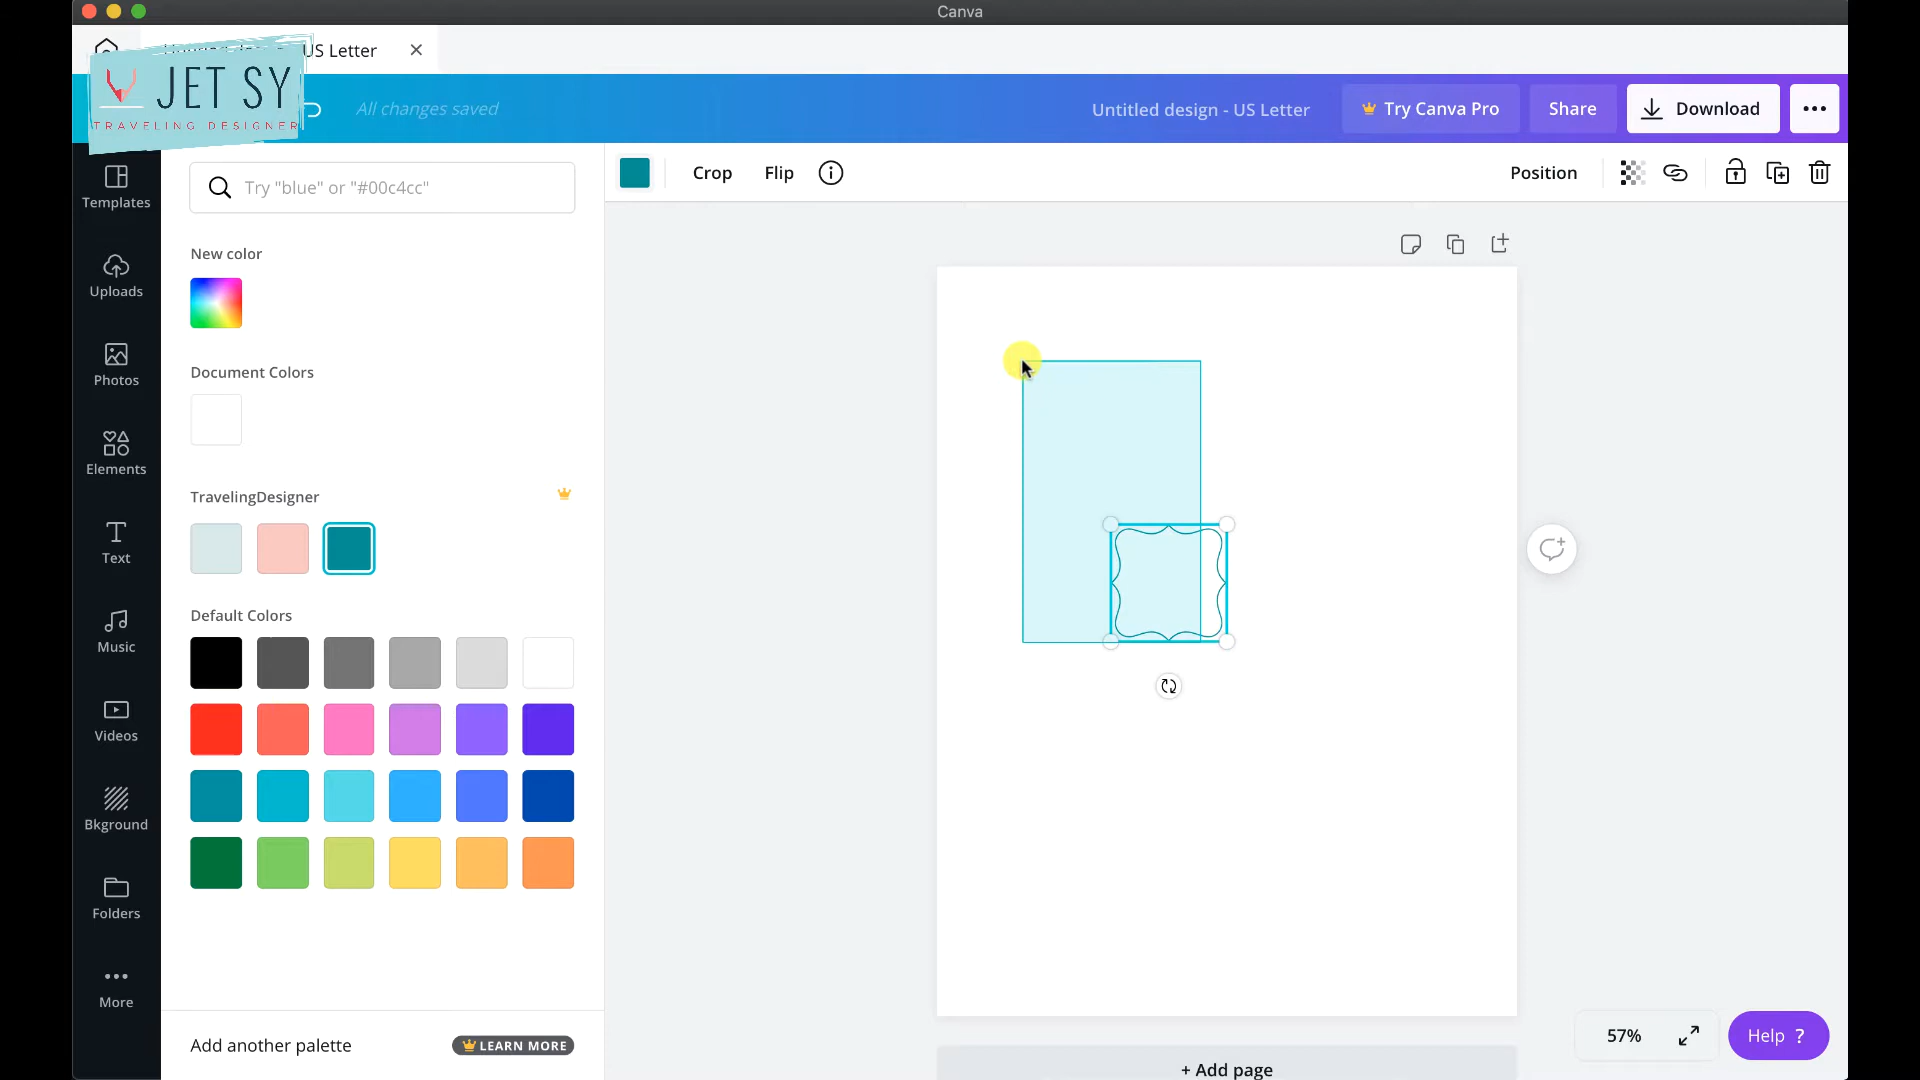 Canva
US Letter
JET SY
TRAVELING DESIGNER
All changes saved
Untitled design - US Letter
Try Canva Pro
Share
Download
Templates
Uploads
Photos
Elements
Text
Music
Videos
Bkground
Folders
More
Try "blue" or "#00c4cc"
New color
Document Colors
TravelingDesigner
Default Colors
Add another palette
LEARN MORE
Crop
Flip
Position
+ Add page
57%
Help ?